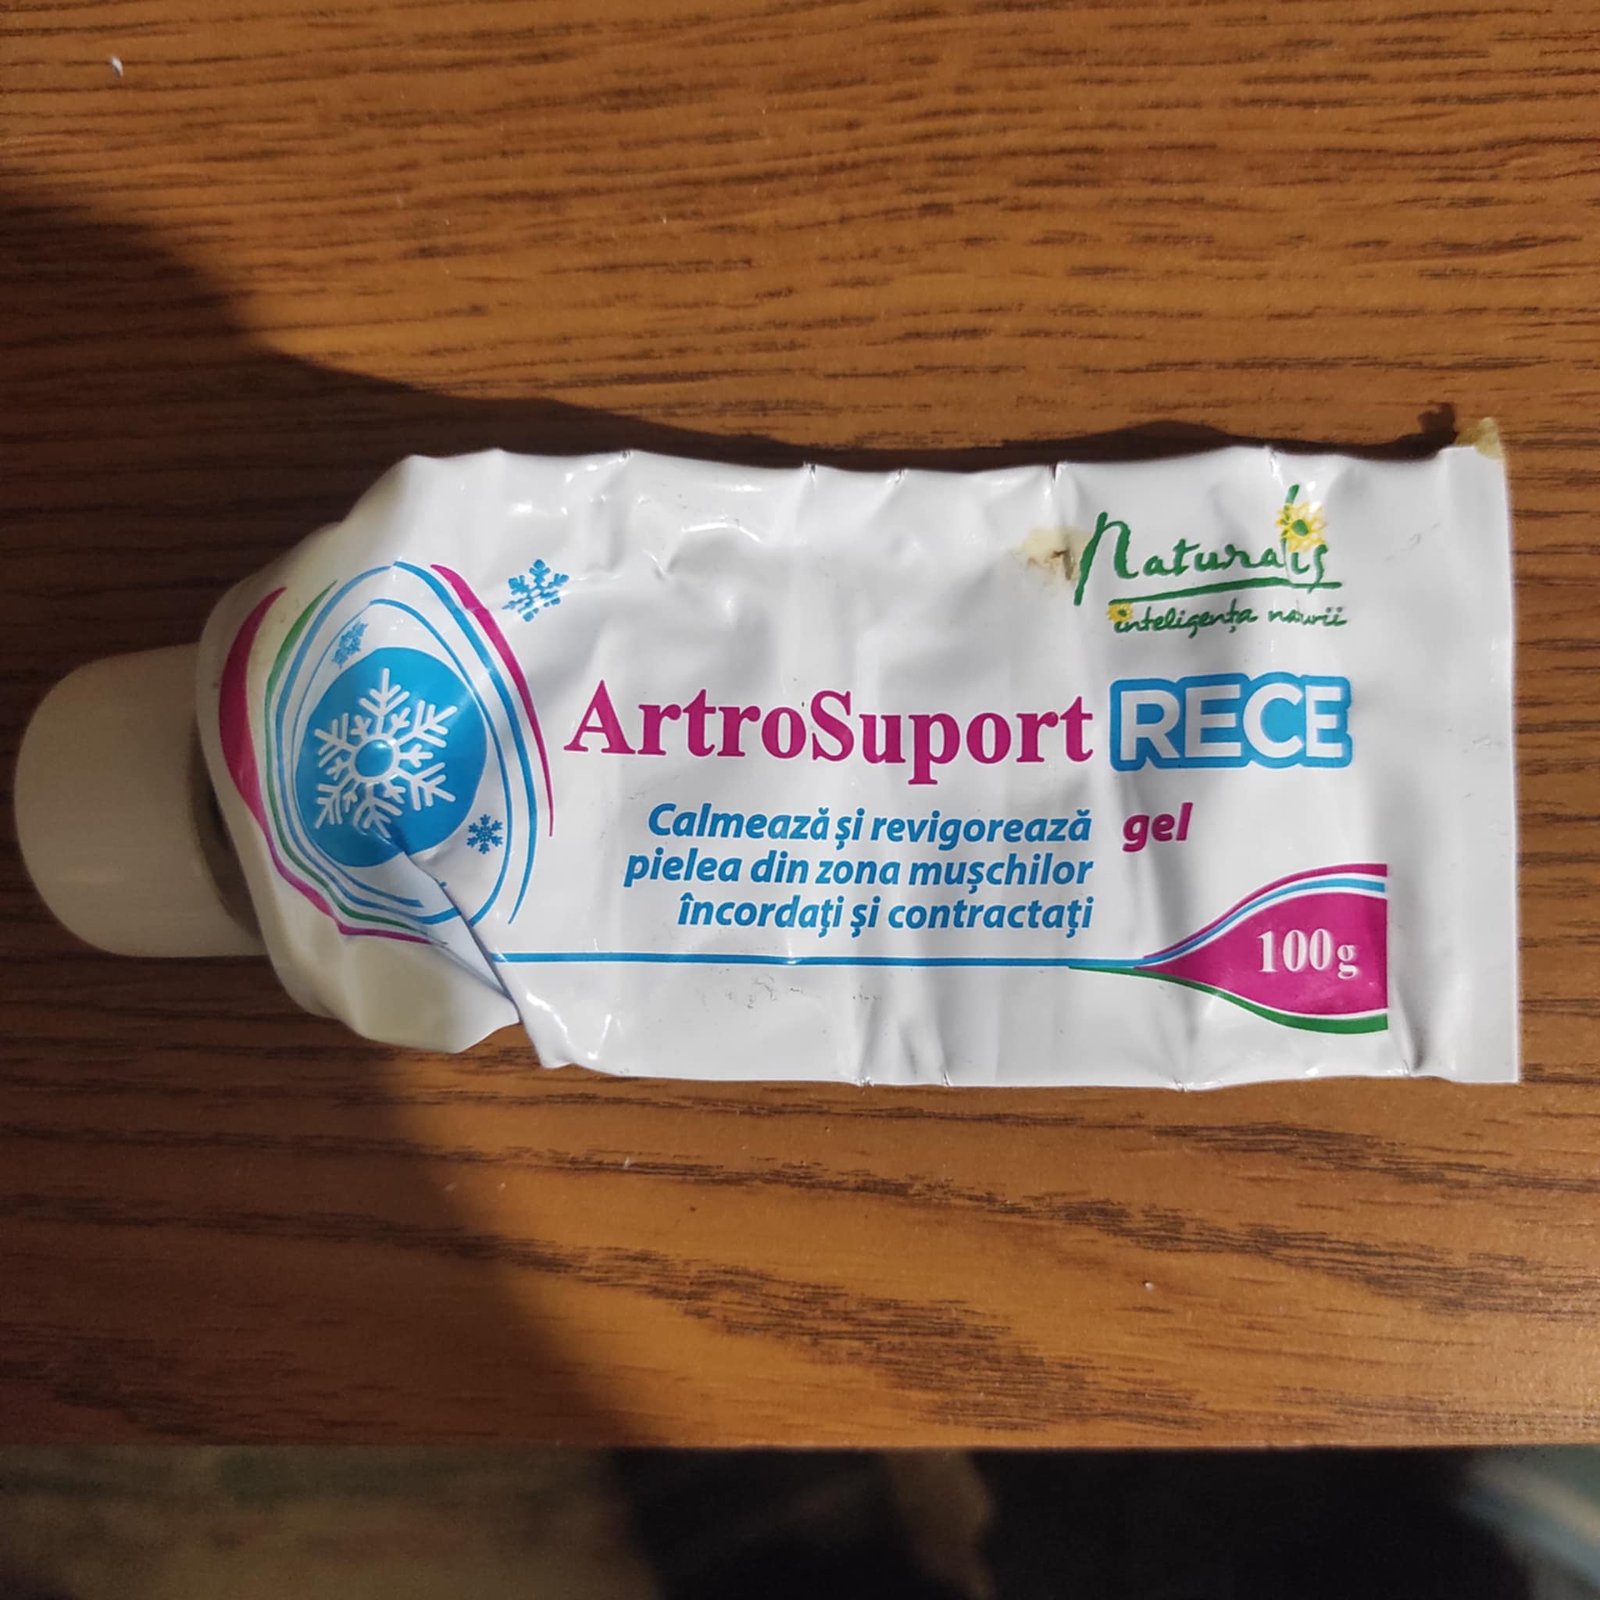 Naturalis
inteligența naturii
ArtroSuport RECE
gel
Calmează și revigorează
pielea din zona mușchilor
încordați și contractați
100g